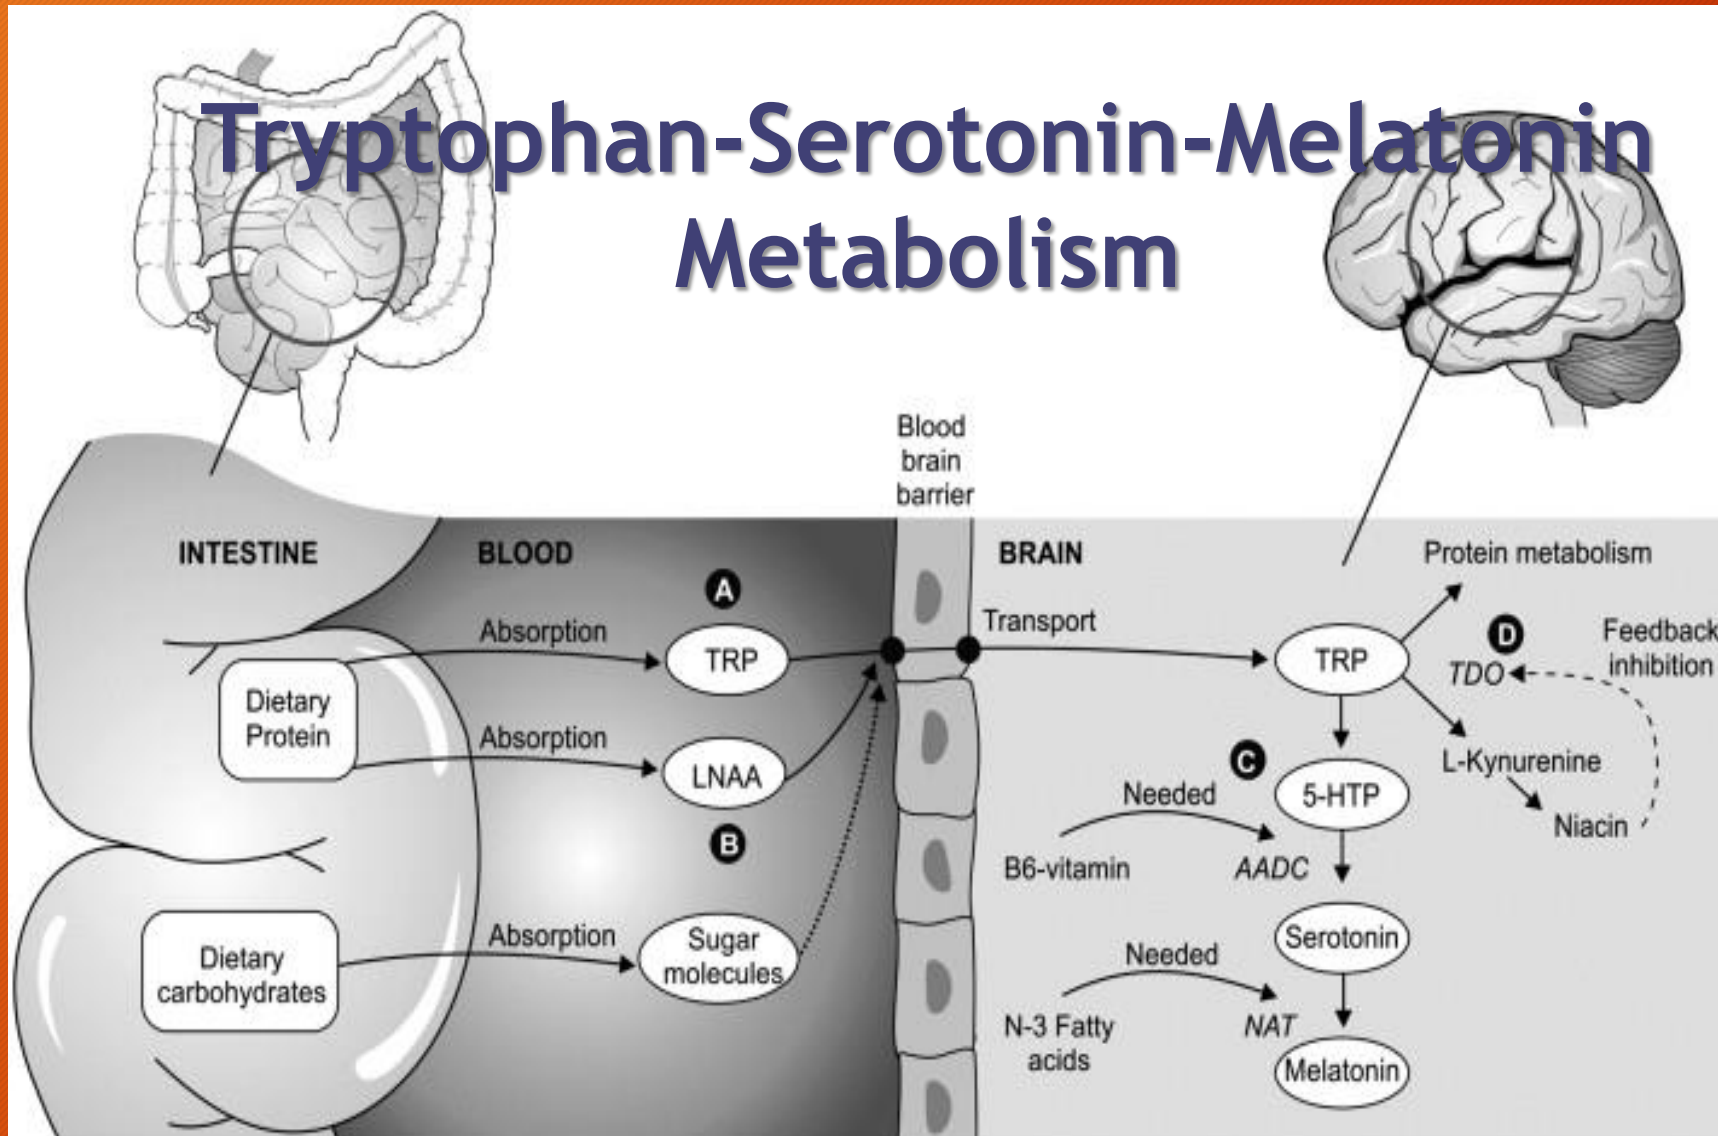 Tryptophan-Serotonin-Melatonin
Metabolism
Blood
brain
barrier
INTESTINE
BLOOD
BRAIN
Protein metabolism
A
Absorption
TRP
Transport
TRP
D
TDO
Feedback
inhibition
Dietary
Protein
Absorption
LNAA
B
C
Needed
5-HTP
L-Kynurenine
Niacin
B6-vitamin
AADC
Dietary
carbohydrates
Absorption
Sugar
molecules
Serotonin
Needed
N-3 Fatty
acids
NAT
Melatonin